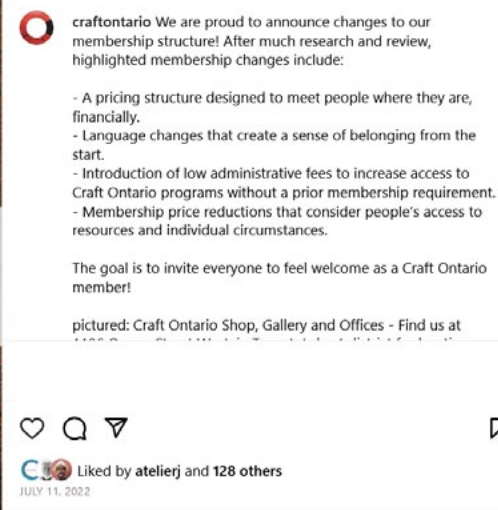 craftontario We are proud to announce changes to our
membership structure! After much research and review,
highlighted membership changes include:
- A pricing structure designed to meet people where they are,
financially.
- Language changes that create a sense of belonging from the
start.
- Introduction of low administrative fees to increase access to
Craft Ontario programs without a prior membership requirement.
- Membership price reductions that consider people's access to
resources and individual circumstances.
The goal is to invite everyone to feel welcome as a Craft Ontario
member!
pictured: Craft Ontario Shop, Gallery and Offices - Find us at
Liked by atelierj and 128 others
JULY 11, 2022